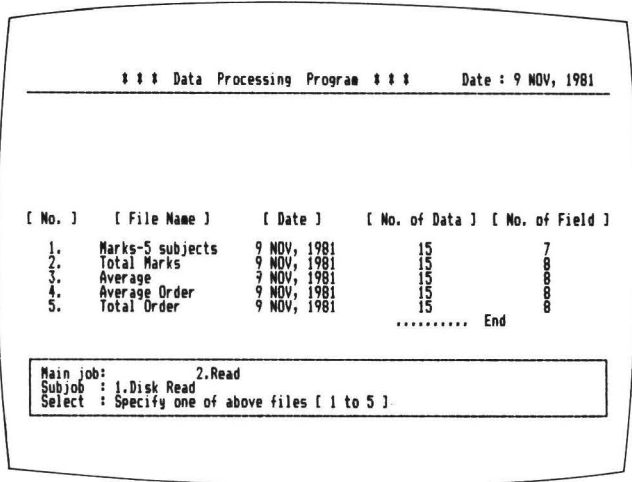 * * * Data Processing Program * * * Date : 9 NOV, 1981
[ No. ] [ File Name ] [ Date ] [ No. of Data ] [ No. of Field ]
1. Marks-5 subjects 9 NOV, 1981 15 7
2. Total Marks 9 NOV, 1981 15 8
3. Average 9 NOV, 1981 15 8
4. Average Order 9 NOV, 1981 15 8
5. Total Order 9 NOV, 1981 15 8
.......... End
Main job: 2.Read
Subjob : 1.Disk Read
Select : Specify one of above files [ 1 to 5 ]